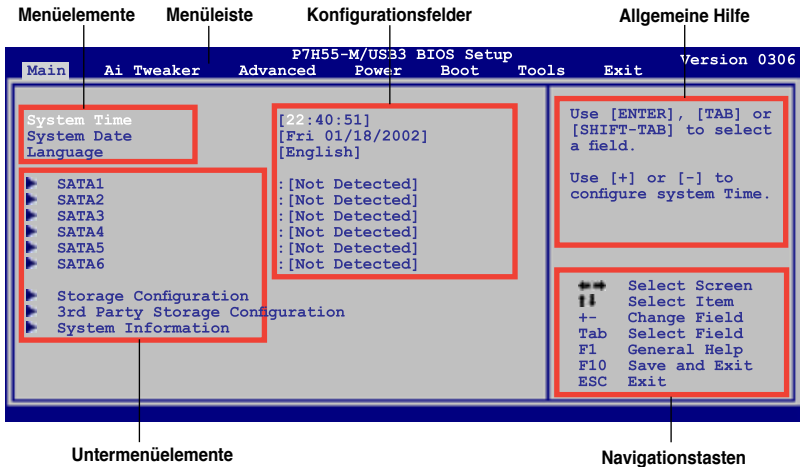 Menüelemente Menüleiste Konfigurationsfelder Allgemeine Hilfe
P7H55-M/USB3 BIOS Setup Version 0306
Main Ai Tweaker Advanced Power Boot Tools Exit
System Time [22:40:51]
System Date [Fri 01/18/2002]
Language [English]
SATA1 :[Not Detected]
SATA2 :[Not Detected]
SATA3 :[Not Detected]
SATA4 :[Not Detected]
SATA5 :[Not Detected]
SATA6 :[Not Detected]
Storage Configuration
3rd Party Storage Configuration
System Information
Use [ENTER], [TAB] or
[SHIFT-TAB] to select
a field.
Use [+] or [-] to
configure system Time.
Select Screen
Select Item
+- Change Field
Tab Select Field
F1 General Help
F10 Save and Exit
ESC Exit
Untermenüelemente Navigationstasten